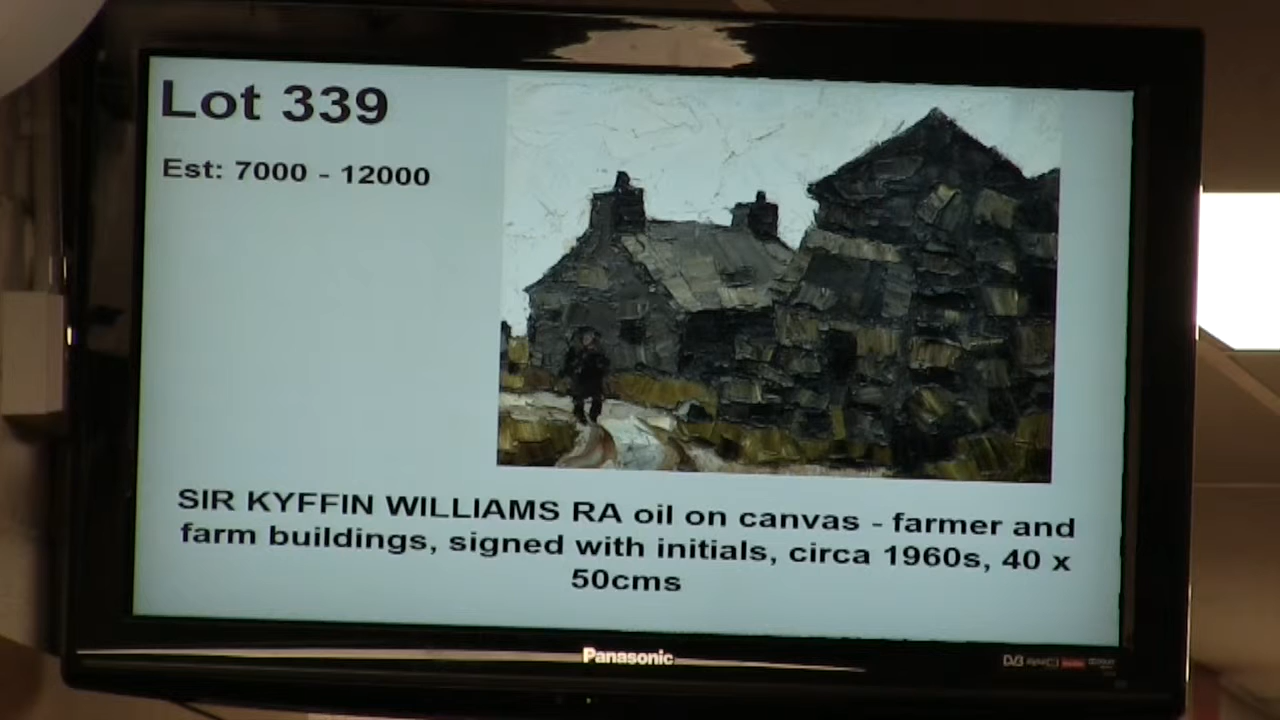 Lot 339
Est: 7000 - 12000
SIR KYFFIN WILLIAMS RA oil on canvas - farmer and
farm buildings, signed with initials, circa 1960s, 40 x
50cms
Panasonic
DVB